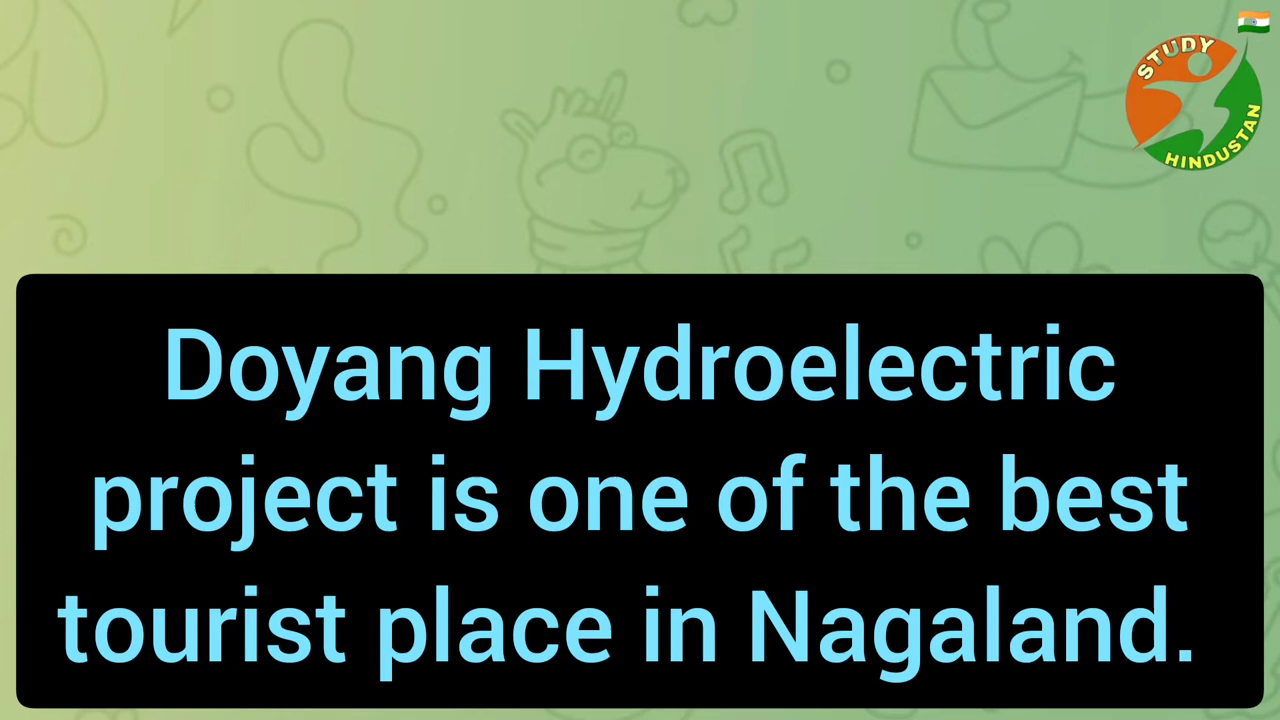 STUDY
HINDUSTAN
Doyang Hydroelectric
project is one of the best
tourist place in Nagaland.